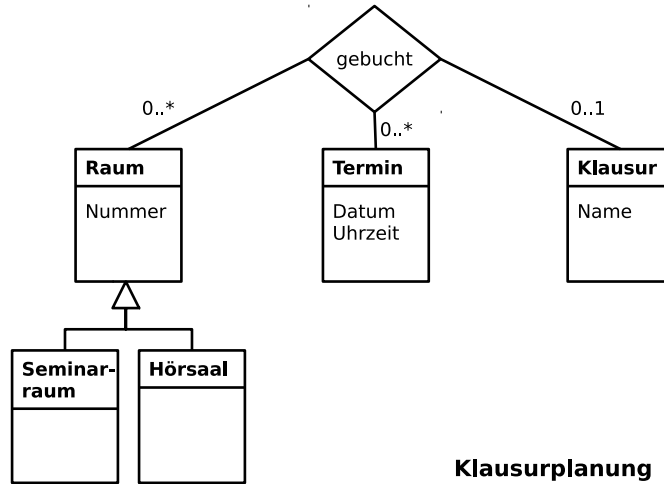 gebucht
0..*
0..*
0..1
Raum
Nummer
Termin
Datum
Uhrzeit
Klausur
Name
Seminar-
raum
Hörsaal
Klausurplanung